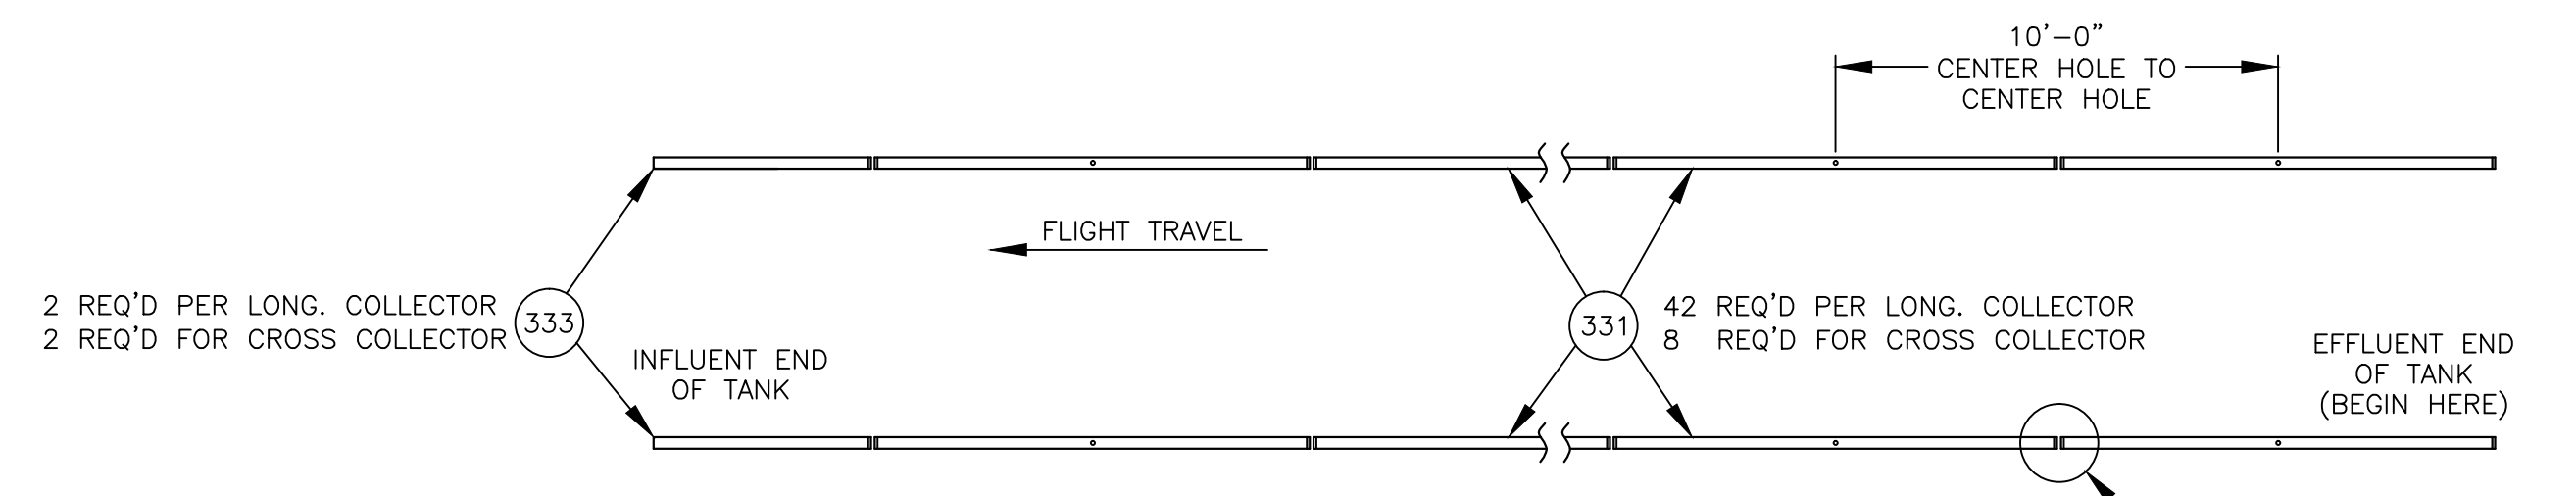 10'-0"
CENTER HOLE TO
CENTER HOLE
FLIGHT TRAVEL
2 REQ'D PER LONG. COLLECTOR
2 REQ'D FOR CROSS COLLECTOR
333
INFLUENT END
OF TANK
331
42 REQ'D PER LONG. COLLECTOR
8 REQ'D FOR CROSS COLLECTOR
EFFLUENT END
OF TANK
(BEGIN HERE)